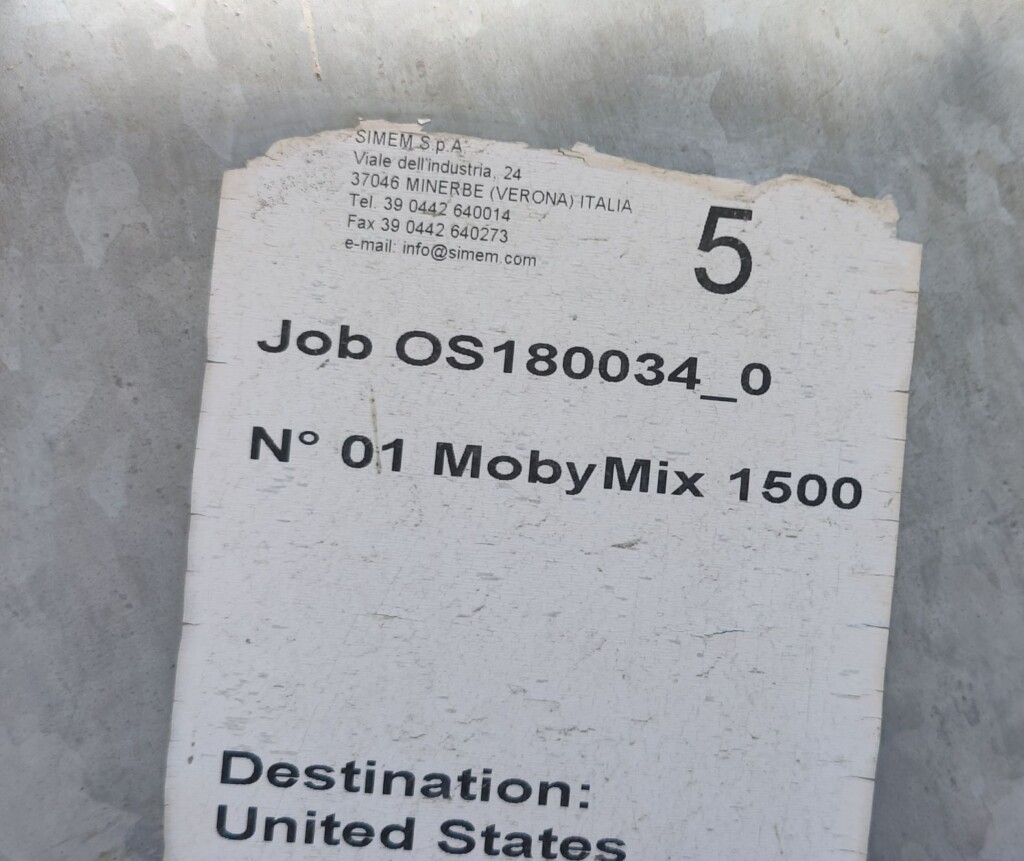 SIMEM S.p.A
Viale dell'industria, 24
37046 MINERBE (VERONA) ITALIA
Tel. 39 0442 640014
Fax 39 0442 640273
e-mail: info@simem.com
5
Job OS180034_0
N° 01 MobyMix 1500
Destination:
United States